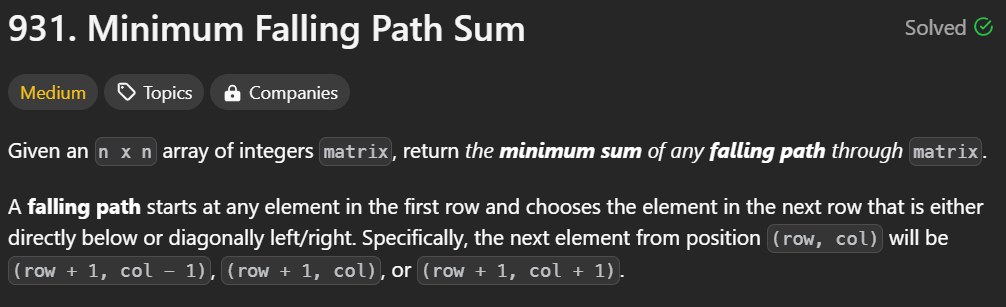 931. Minimum Falling Path Sum
Solved
Medium Topics Companies
Given an n x n array of integers matrix, return the minimum sum of any falling path through matrix.
A falling path starts at any element in the first row and chooses the element in the next row that is either
directly below or diagonally left/right. Specifically, the next element from position (row, col) will be
(row + 1, col - 1), (row + 1, col), or (row + 1, col + 1).